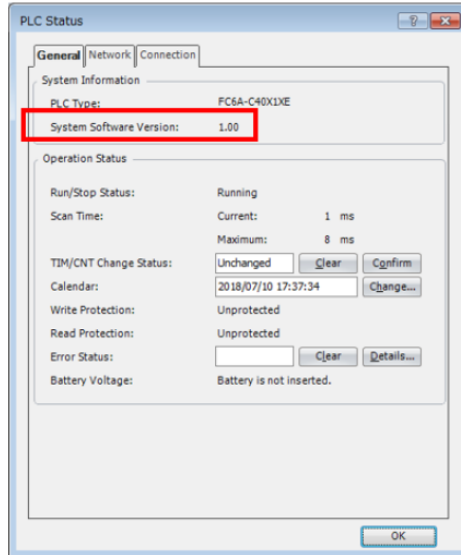 PLC Status
General Network Connection
System Information
PLC Type: FC6A-C40X1XE
System Software Version: 1.00
Operation Status
Run/Stop Status: Running
Scan Time: Current: 1 ms
Maximum: 8 ms
TIM/CNT Change Status: Unchanged Clear Confirm
Calendar: 2018/07/10 17:37:34 Change...
Write Protection: Unprotected
Read Protection: Unprotected
Error Status: Clear Details...
Battery Voltage: Battery is not inserted.
OK